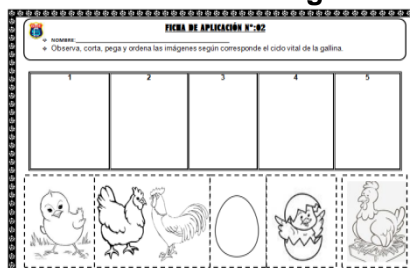 FICHA DE APLICACIÓN N°:02
NOMBRE:
Observa, corta, pega y ordena las imágenes según corresponde el ciclo vital de la gallina.
1 2 3 4 5